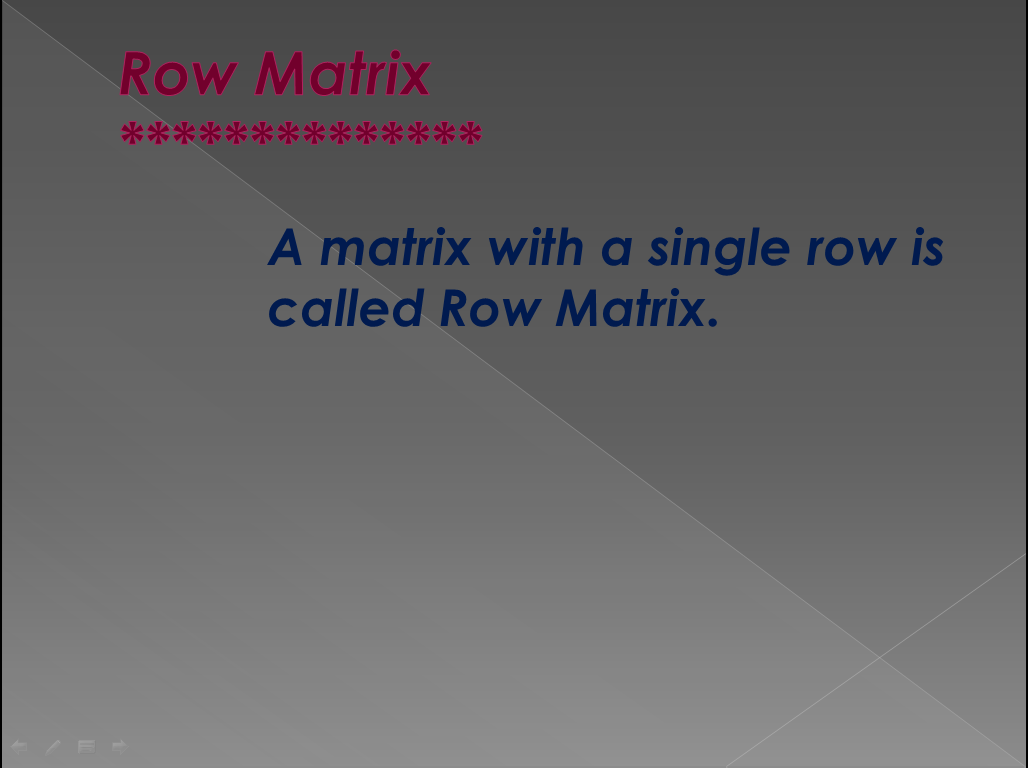 Row Matrix
**************
A matrix with a single row is
called Row Matrix.